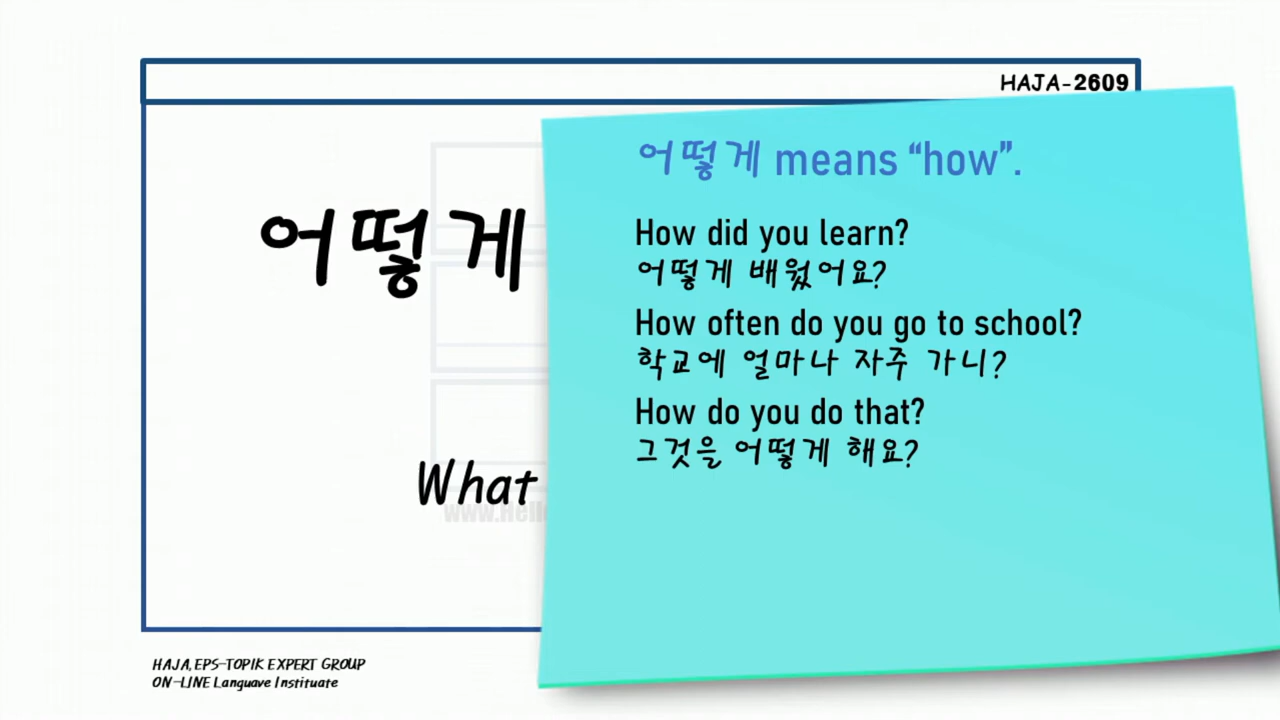 HAJA-2609
어떻게
What
어떻게 means “how”.
How did you learn?
어떻게 배웠어요?
How often do you go to school?
학교에 얼마나 자주 가니?
How do you do that?
그것을 어떻게 해요?
HAJA, EPS-TOPIK EXPERT GROUP
ON-LINE Languave Instituate